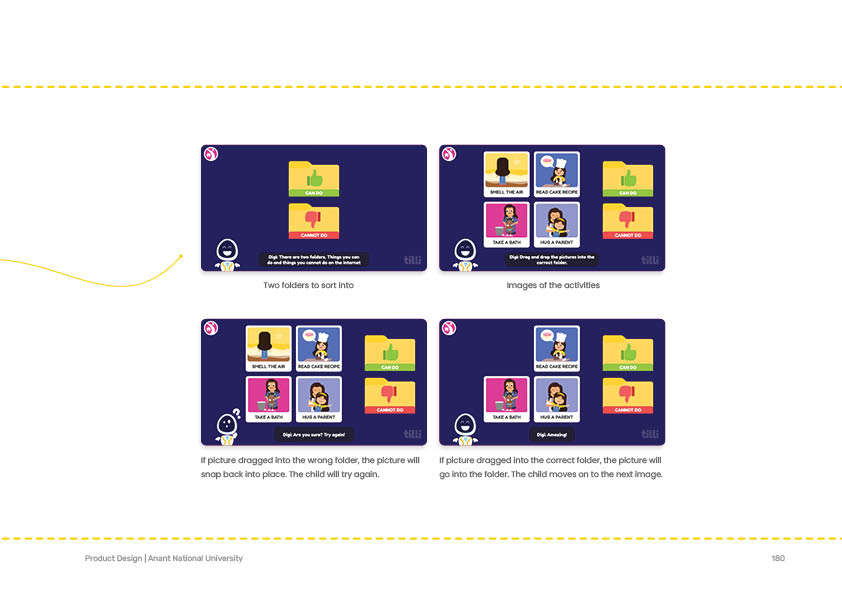 CAN DO
CANNOT DO
Digi: There are two folders. Things you can
do and things you cannot do on the internet
tilli
Two folders to sort into
SMELL THE AIR
READ CAKE RECIPE
TAKE A BATH
HUG A PARENT
CAN DO
CANNOT DO
Digi: Drag and drop the pictures into the
correct folder.
tilli
Images of the activities
SMELL THE AIR
READ CAKE RECIPE
TAKE A BATH
HUG A PARENT
CAN DO
CANNOT DO
Digi: Are you sure? Try again!
tilli
If picture dragged into the wrong folder, the picture will
snap back into place. The child will try again.
READ CAKE RECIPE
TAKE A BATH
HUG A PARENT
CAN DO
CANNOT DO
Digi: Amazing!
tilli
If picture dragged into the correct folder, the picture will
go into the folder. The child moves on to the next image.
Product Design | Anant National University
180